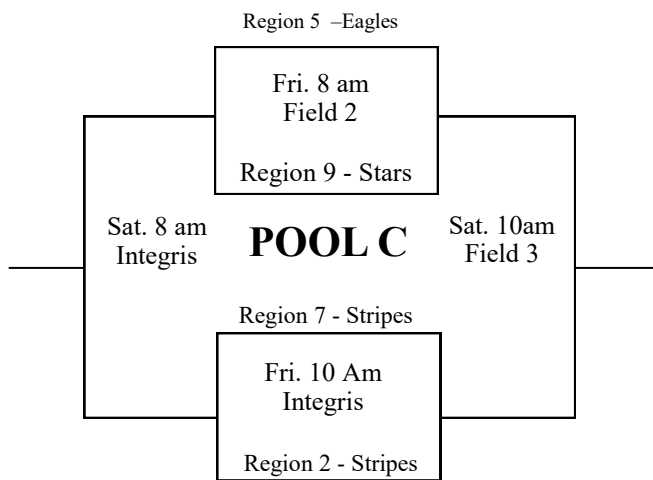 Region 5 –Eagles
Fri. 8 am
Field 2
Region 9 - Stars
Sat. 8 am
Integris
POOL C
Sat. 10am
Field 3
Region 7 - Stripes
Fri. 10 Am
Integris
Region 2 - Stripes